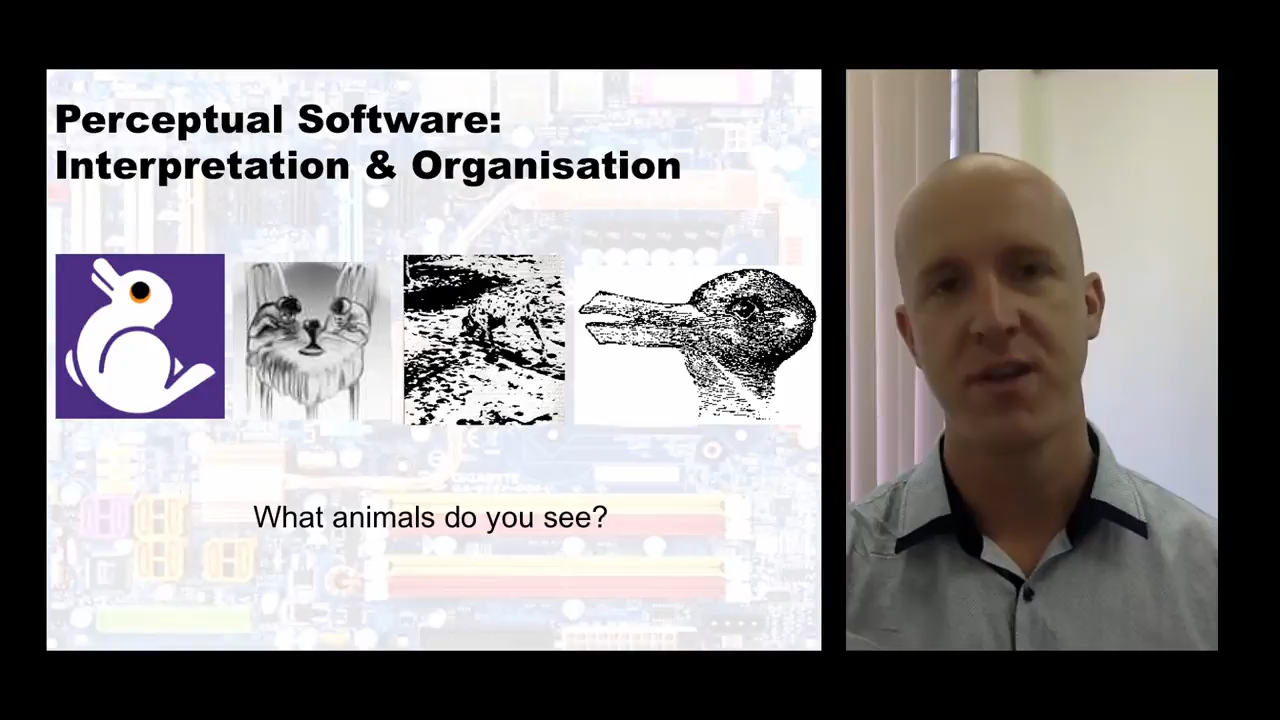 Perceptual Software:
Interpretation & Organisation
What animals do you see?